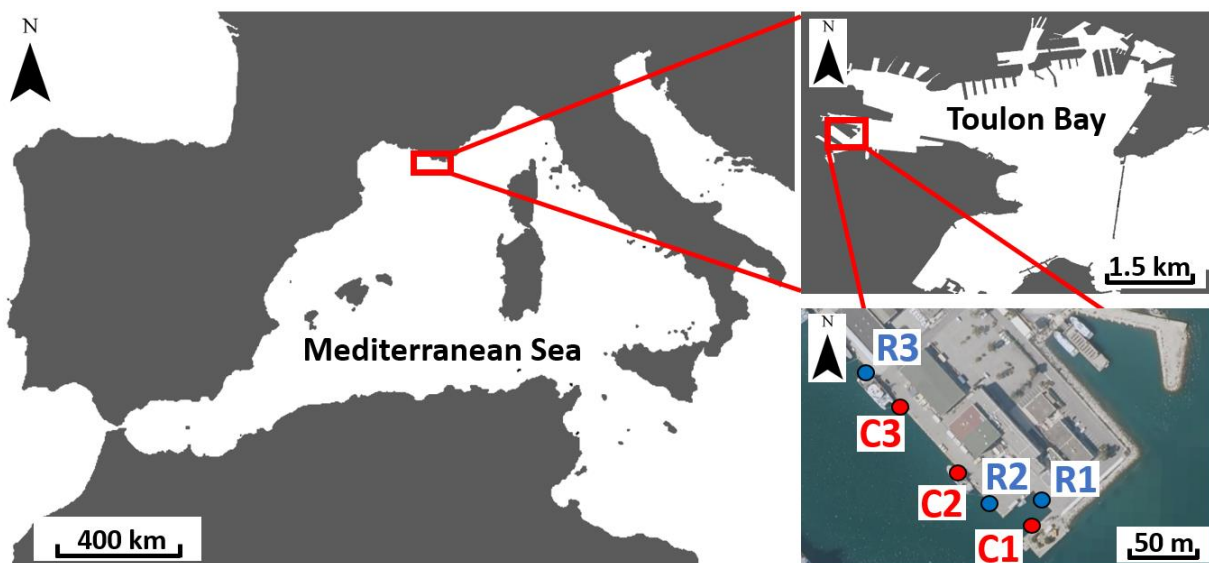 N
Mediterranean Sea
400 km
N
Toulon Bay
1.5 km
N
R3
C3
C2
R2
R1
C1
50 m